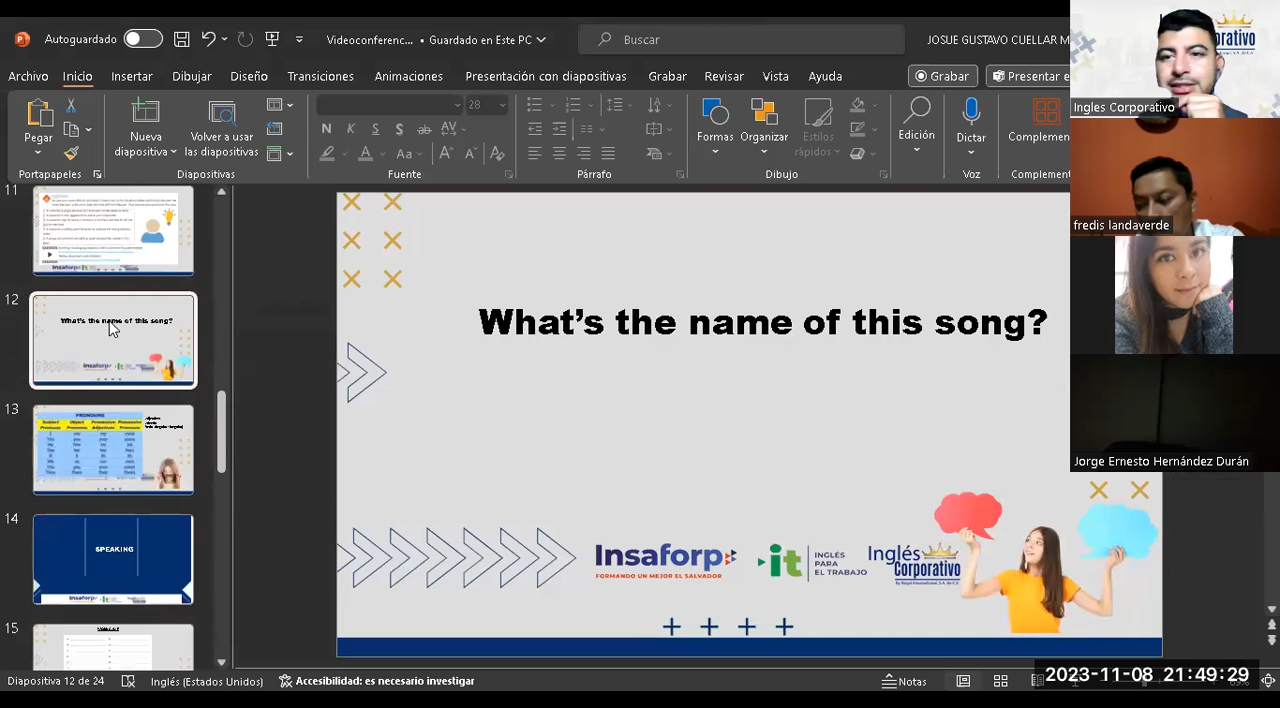 Autoguardado
Videoconferenc... • Guardado en Este PC
Buscar
JOSUE GUSTAVO CUELLAR M
Archivo Inicio Insertar Dibujar Diseño Transiciones Animaciones Presentación con diapositivas Grabar Revisar Vista Ayuda
Grabar
Presentar e
Pegar
Nueva diapositiva
Volver a usar las diapositivas
28
N
K
S
S
ab
AV
A
Aa
A
A
Formas
Organizar
Estilos rápidos
Edición
Dictar
Complemen
Portapapeles Diapositivas Fuente Párrafo Dibujo Voz Complement
Ingles Corporativo
fredis landaverde
Jorge Ernesto Hernández Durán
11
12
What's the name of this song?
13
PRONOUNS
14
SPEAKING
15
What's the name of this song?
Insaforp
FORMANDO UN MEJOR EL SALVADOR
it
INGLÉS
PARA
EL TRABAJO
Inglés
Corporativo
Diapositiva 12 de 24
Inglés (Estados Unidos)
Accesibilidad: es necesario investigar
Notas
2023-11-08 21:49:29